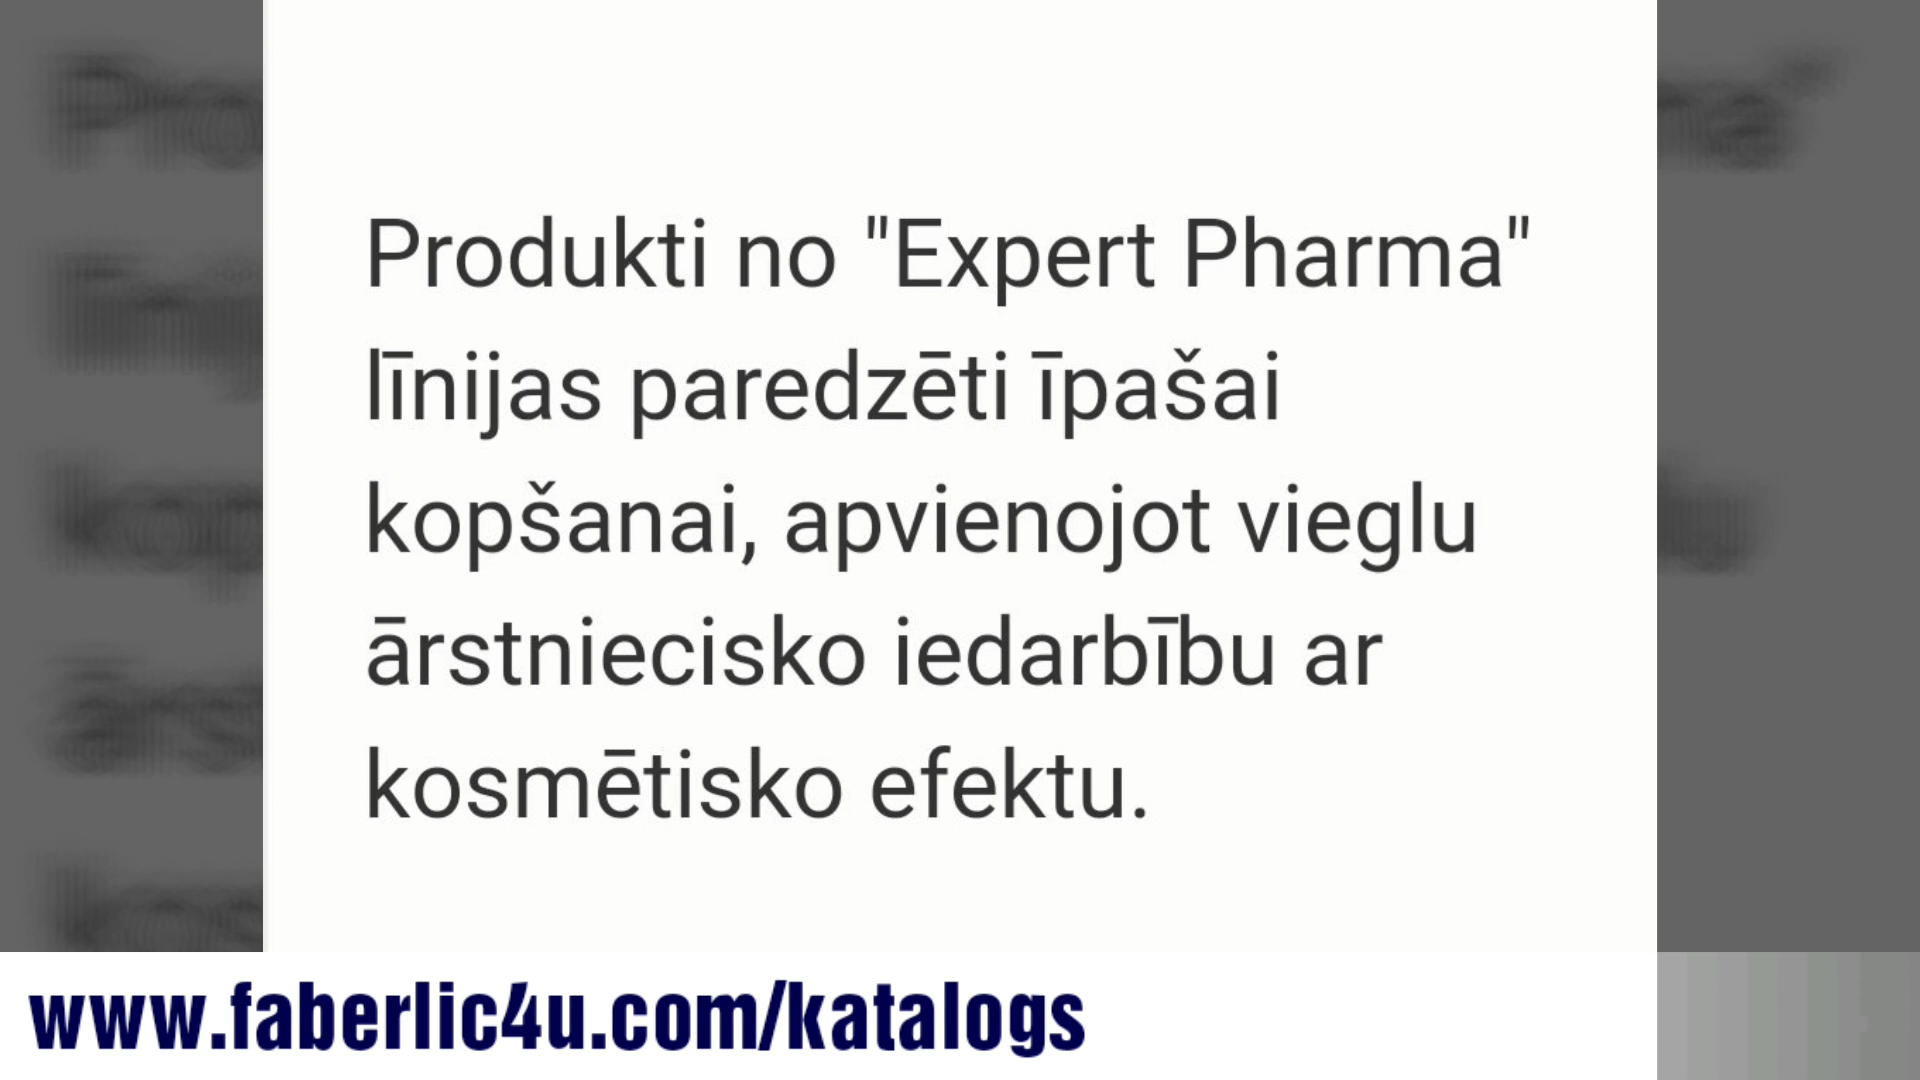 Produkti no "Expert Pharma"
līnijas paredzēti īpašai
kopšanai, apvienojot vieglu
ārstniecisko iedarbību ar
kosmētisko efektu.
www.faberlic4u.com/katalogs